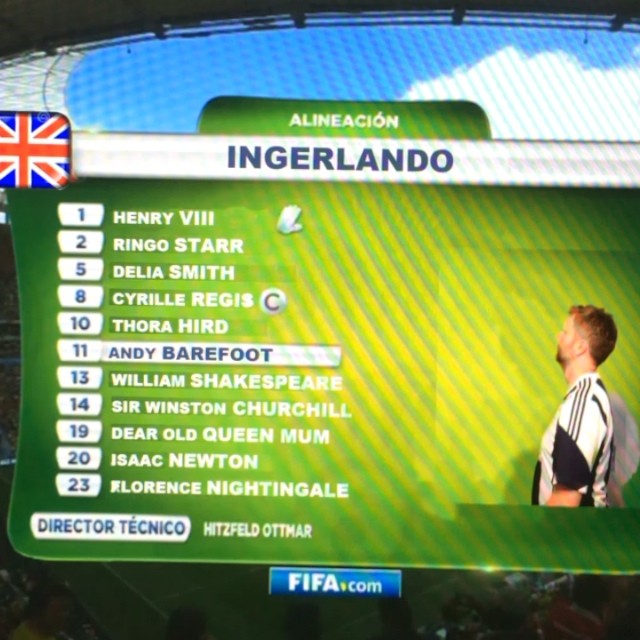 ALINEACIÓN
INGERLANDO
1 HENRY VIII
2 RINGO STARR
5 DELIA SMITH
8 CYRILLE REGIS C
10 THORA HIRD
11 ANDY BAREFOOT
13 WILLIAM SHAKESPEARE
14 SIR WINSTON CHURCHILL
19 DEAR OLD QUEEN MUM
20 ISAAC NEWTON
23 FLORENCE NIGHTINGALE
DIRECTOR TÉCNICO HITZFELD OTTMAR
FIFA.com